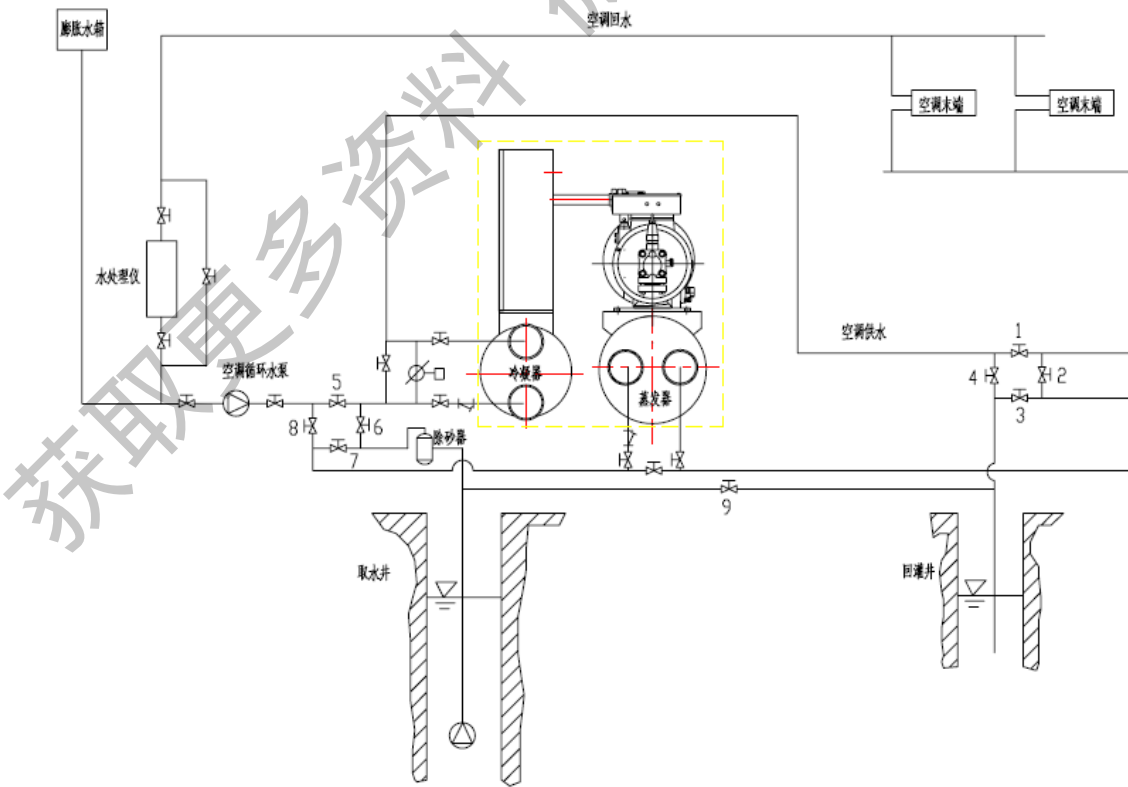 膨胀水箱
空调回水
空调末端
空调末端
水处理仪
空调循环水泵
冷凝器
蒸发器
空调供水
1
2
3
4
5
6
7
8
除砂器
9
取水井
回灌井
获取更多资料